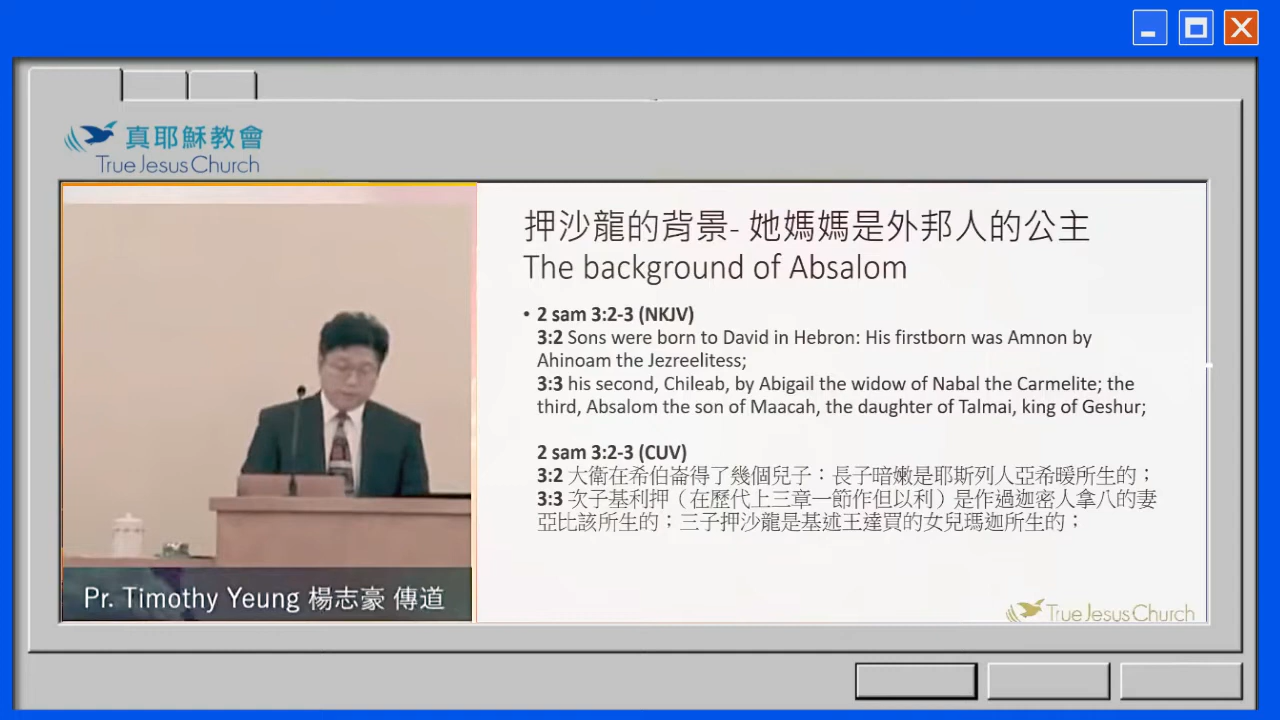 真耶穌教會
True Jesus Church
押沙龍的背景- 她媽媽是外邦人的公主
The background of Absalom
• 2 sam 3:2-3 (NKJV)
3:2 Sons were born to David in Hebron: His firstborn was Amnon by
Ahinoam the Jezreelitess;
3:3 his second, Chileab, by Abigail the widow of Nabal the Carmelite; the
third, Absalom the son of Maacah, the daughter of Talmai, king of Geshur;
2 sam 3:2-3 (CUV)
3:2 大衛在希伯崙得了幾個兒子：長子暗嫩是耶斯列人亞希暖所生的；
3:3 次子基利押（在歷代上三章一節作但以利）是作過迦密人拿八的妻
亞比該所生的；三子押沙龍是基述王達買的女兒瑪迦所生的；
Pr. Timothy Yeung 楊志豪 傳道
True Jesus Church